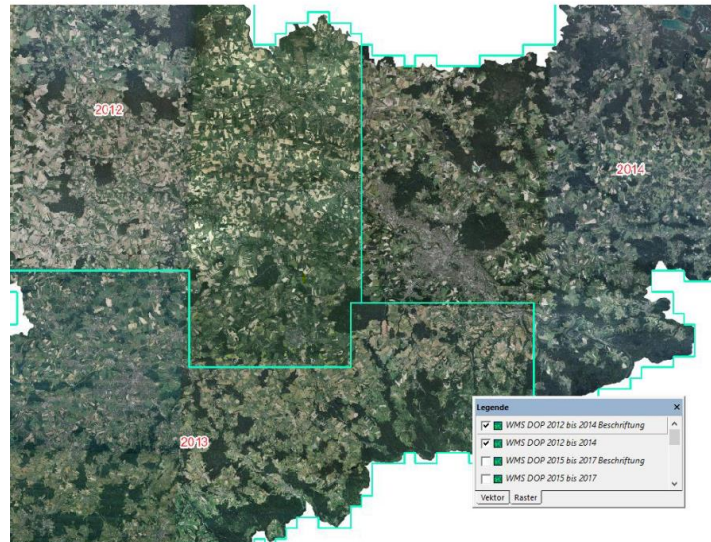 2012
2014
2013
Legende
WMS DOP 2012 bis 2014 Beschriftung
WMS DOP 2012 bis 2014
WMS DOP 2015 bis 2017 Beschriftung
WMS DOP 2015 bis 2017
Vektor Raster